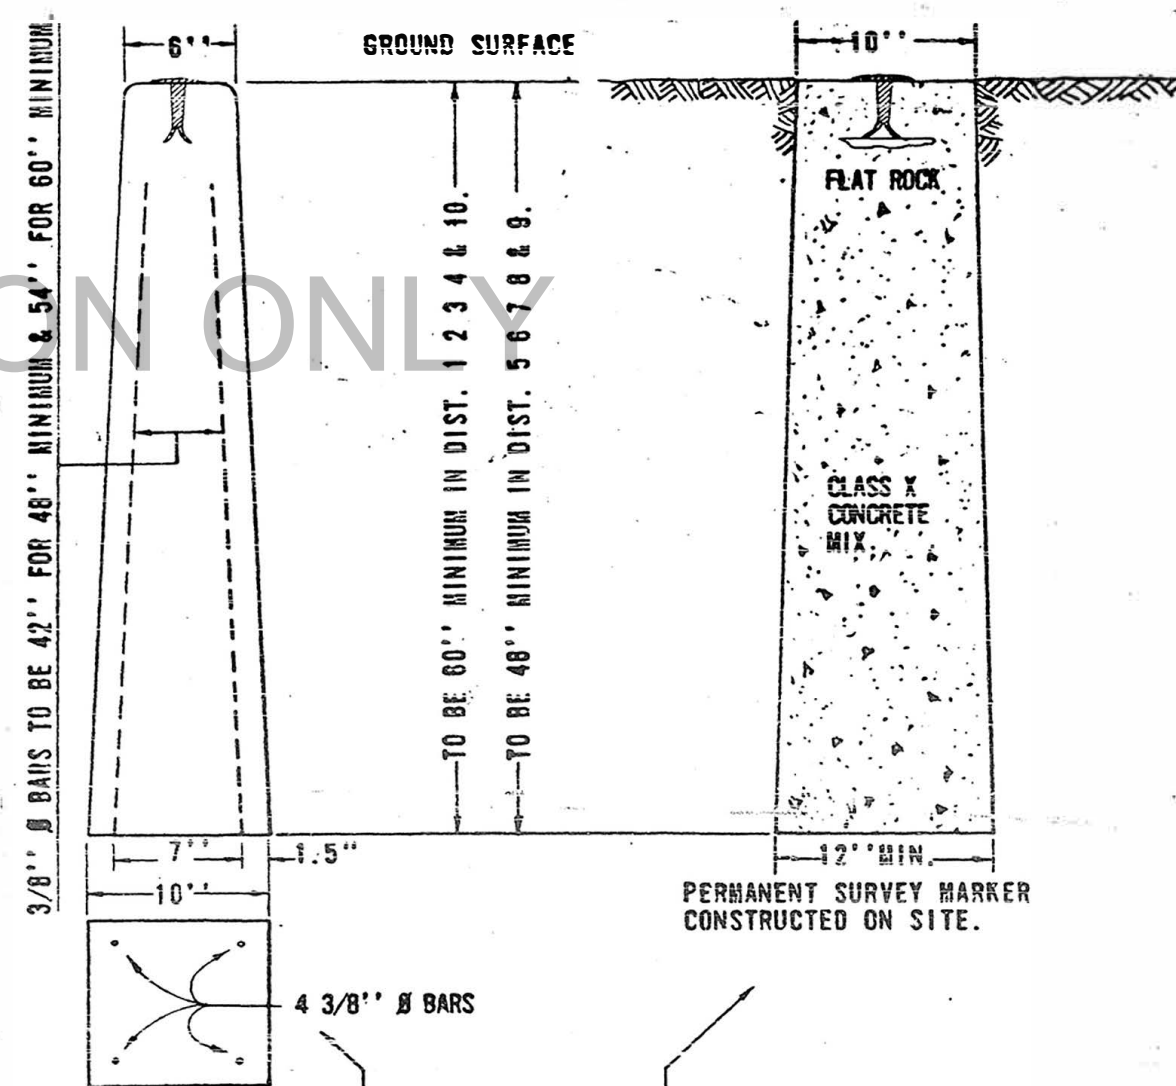 3/8'' Ø BARS TO BE 42'' FOR 48'' MINIMUM & 54'' FOR 60'' MINIMUM
6''
GROUND SURFACE
10''
FLAT ROCK
TO BE 60'' MINIMUM IN DIST. 1 2 3 4 & 10.
TO BE 48'' MINIMUM IN DIST. 5 6 7 8 & 9.
ON ONLY
CLASS X
CONCRETE
MIX.
7''
1.5"
10''
12''MIN.
PERMANENT SURVEY MARKER
CONSTRUCTED ON SITE.
4 3/8'' Ø BARS